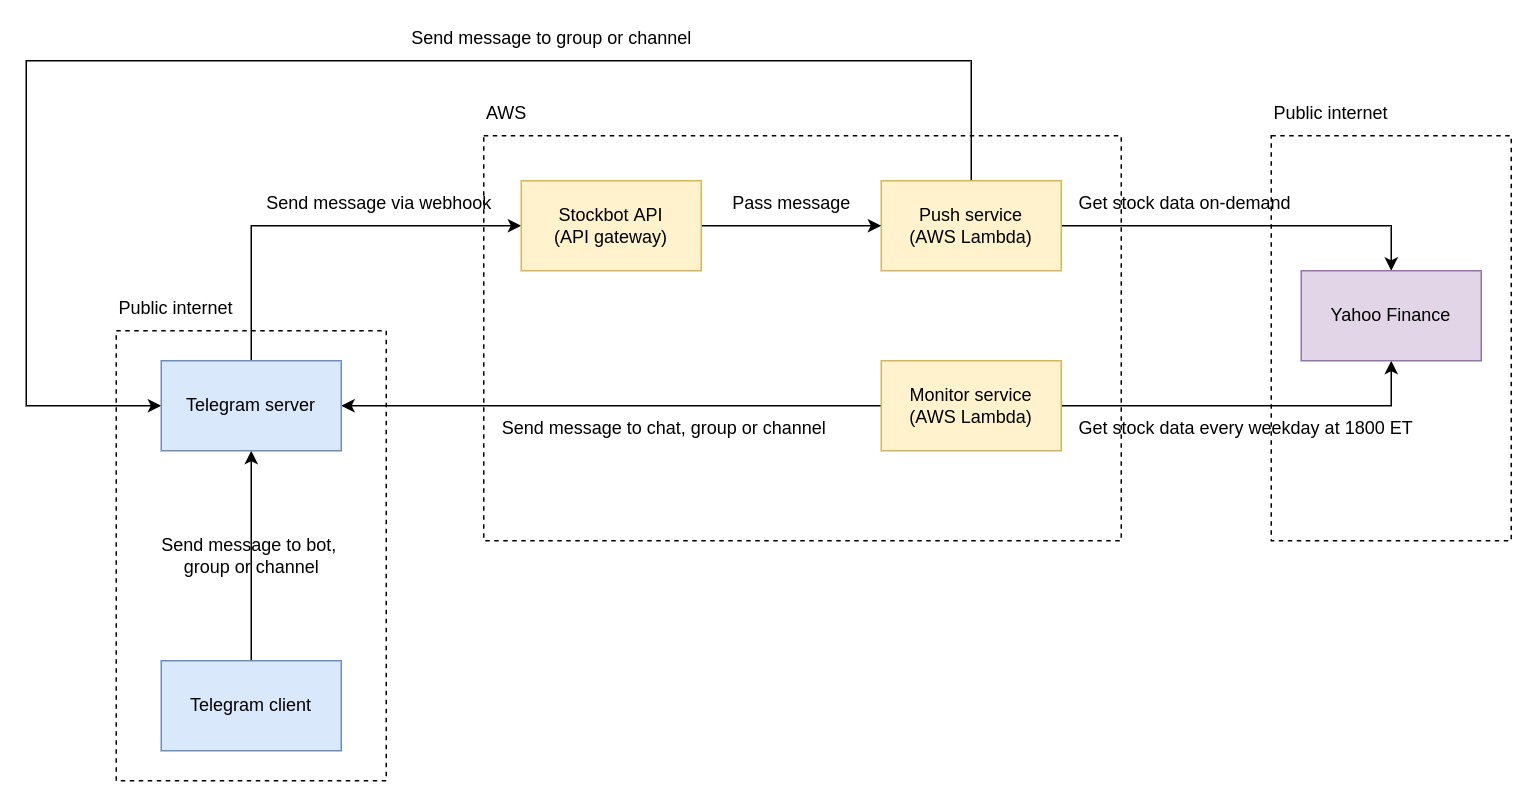 Send message to group or channel
AWS
Public internet
Send message via webhook
Stockbot API
(API gateway)
Pass message
Push service
(AWS Lambda)
Get stock data on-demand
Public internet
Yahoo Finance
Telegram server
Monitor service
(AWS Lambda)
Send message to chat, group or channel
Get stock data every weekday at 1800 ET
Send message to bot,
group or channel
Telegram client